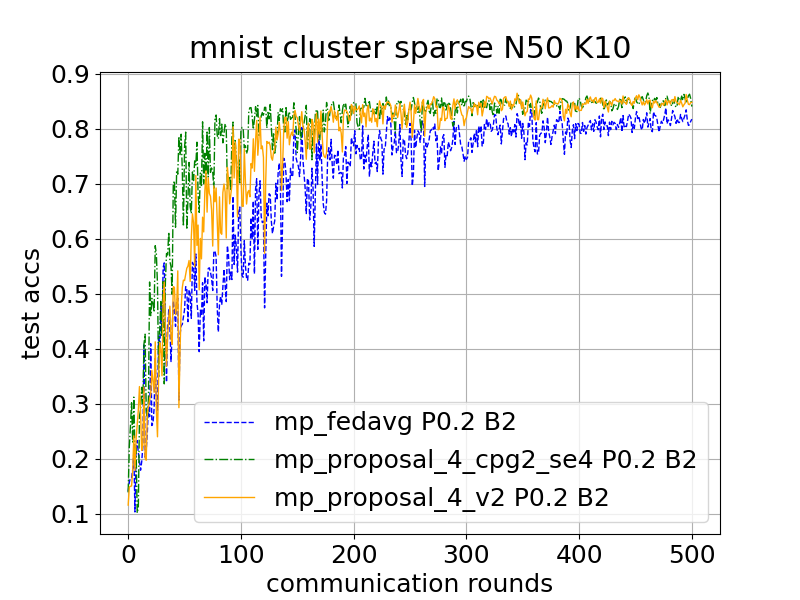 mnist cluster sparse N50 K10
0.9
0.8
0.7
0.6
0.5
0.4
0.3
0.2
0.1
test accs
mp_fedavg P0.2 B2
mp_proposal_4_cpg2_se4 P0.2 B2
mp_proposal_4_v2 P0.2 B2
0 100 200 300 400 500
communication rounds